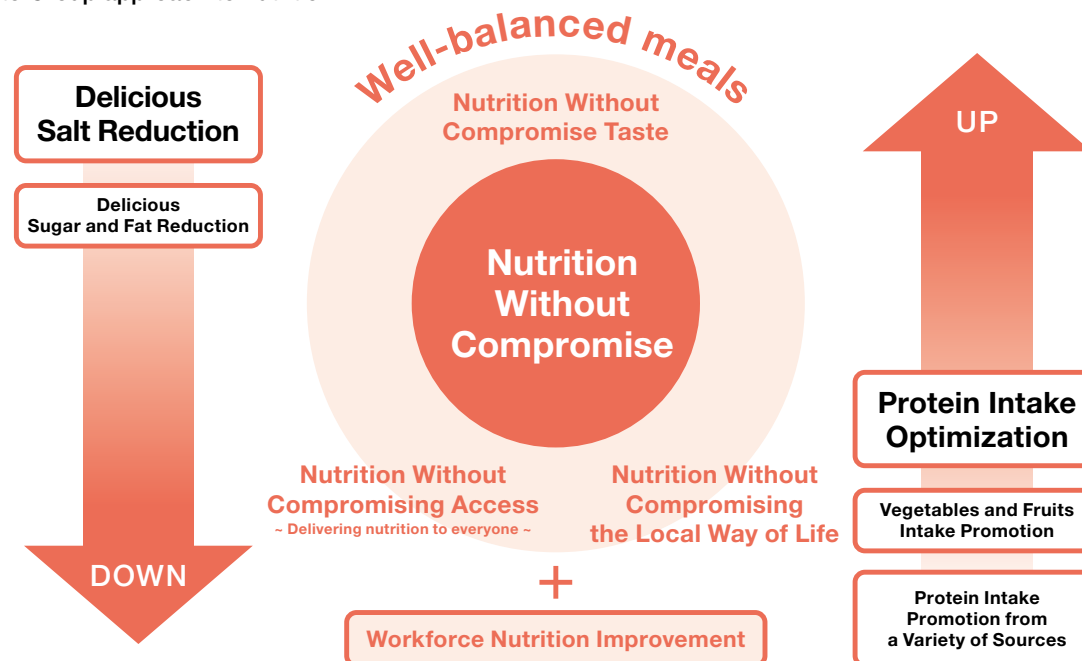 Well-balanced meals
Delicious
Salt Reduction
Delicious
Sugar and Fat Reduction
DOWN
Nutrition Without
Compromise Taste
Nutrition
Without
Compromise
Nutrition Without
Compromising Access
~ Delivering nutrition to everyone ~
Nutrition Without
Compromising
the Local Way of Life
+
Workforce Nutrition Improvement
UP
Protein Intake
Optimization
Vegetables and Fruits
Intake Promotion
Protein Intake
Promotion from
a Variety of Sources